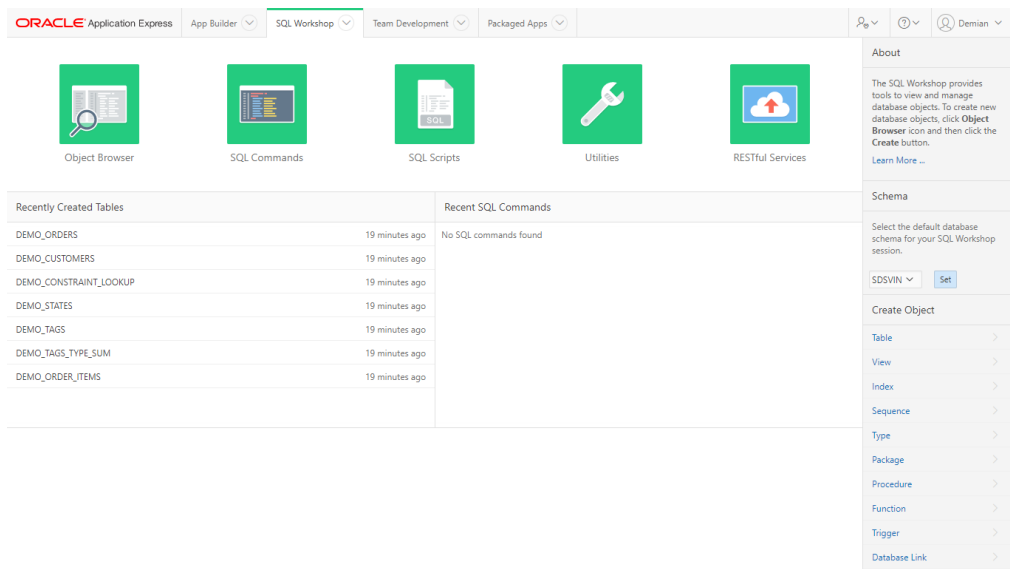 ORACLE Application Express
App Builder
SQL Workshop
Team Development
Packaged Apps
Demian
Object Browser
SQL
SQL Commands
SQL Scripts
Utilities
RESTful Services
Recently Created Tables
DEMO_ORDERS 19 minutes ago
DEMO_CUSTOMERS 19 minutes ago
DEMO_CONSTRAINT_LOOKUP 19 minutes ago
DEMO_STATES 19 minutes ago
DEMO_TAGS 19 minutes ago
DEMO_TAGS_TYPE_SUM 19 minutes ago
DEMO_ORDER_ITEMS 19 minutes ago
Recent SQL Commands
No SQL commands found
About
The SQL Workshop provides
tools to view and manage
database objects. To create new
database objects, click Object
Browser icon and then click the
Create button.
Learn More ...
Schema
Select the default database
schema for your SQL Workshop
session.
SDSVIN Set
Create Object
Table
View
Index
Sequence
Type
Package
Procedure
Function
Trigger
Database Link